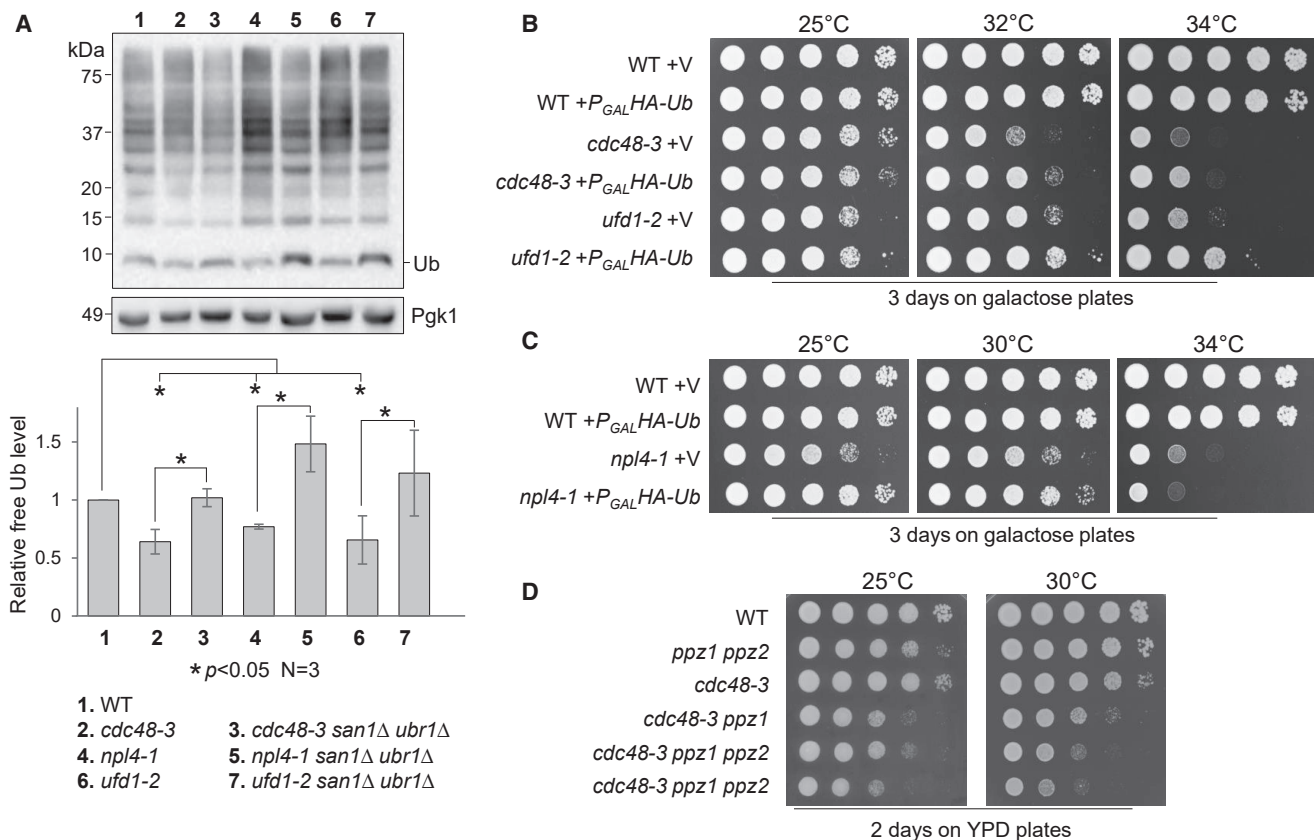 A
1 2 3 4 5 6 7
kDa
75
37
20
15
10
Ub
49
Pgk1
* * *
* * *
Relative free Ub level
1.5
1
0.5
0
1 2 3 4 5 6 7
* p<0.05 N=3
1. WT
2. cdc48-3 3. cdc48-3 san1Δ ubr1Δ
4. npl4-1 5. npl4-1 san1Δ ubr1Δ
6. ufd1-2 7. ufd1-2 san1Δ ubr1Δ
B
25°C 32°C 34°C
WT +V
WT +PGALHA-Ub
cdc48-3 +V
cdc48-3 +PGALHA-Ub
ufd1-2 +V
ufd1-2 +PGALHA-Ub
3 days on galactose plates
C
25°C 30°C 34°C
WT +V
WT +PGALHA-Ub
npl4-1 +V
npl4-1 +PGALHA-Ub
3 days on galactose plates
D
25°C 30°C
WT
ppz1 ppz2
cdc48-3
cdc48-3 ppz1
cdc48-3 ppz1 ppz2
cdc48-3 ppz1 ppz2
2 days on YPD plates